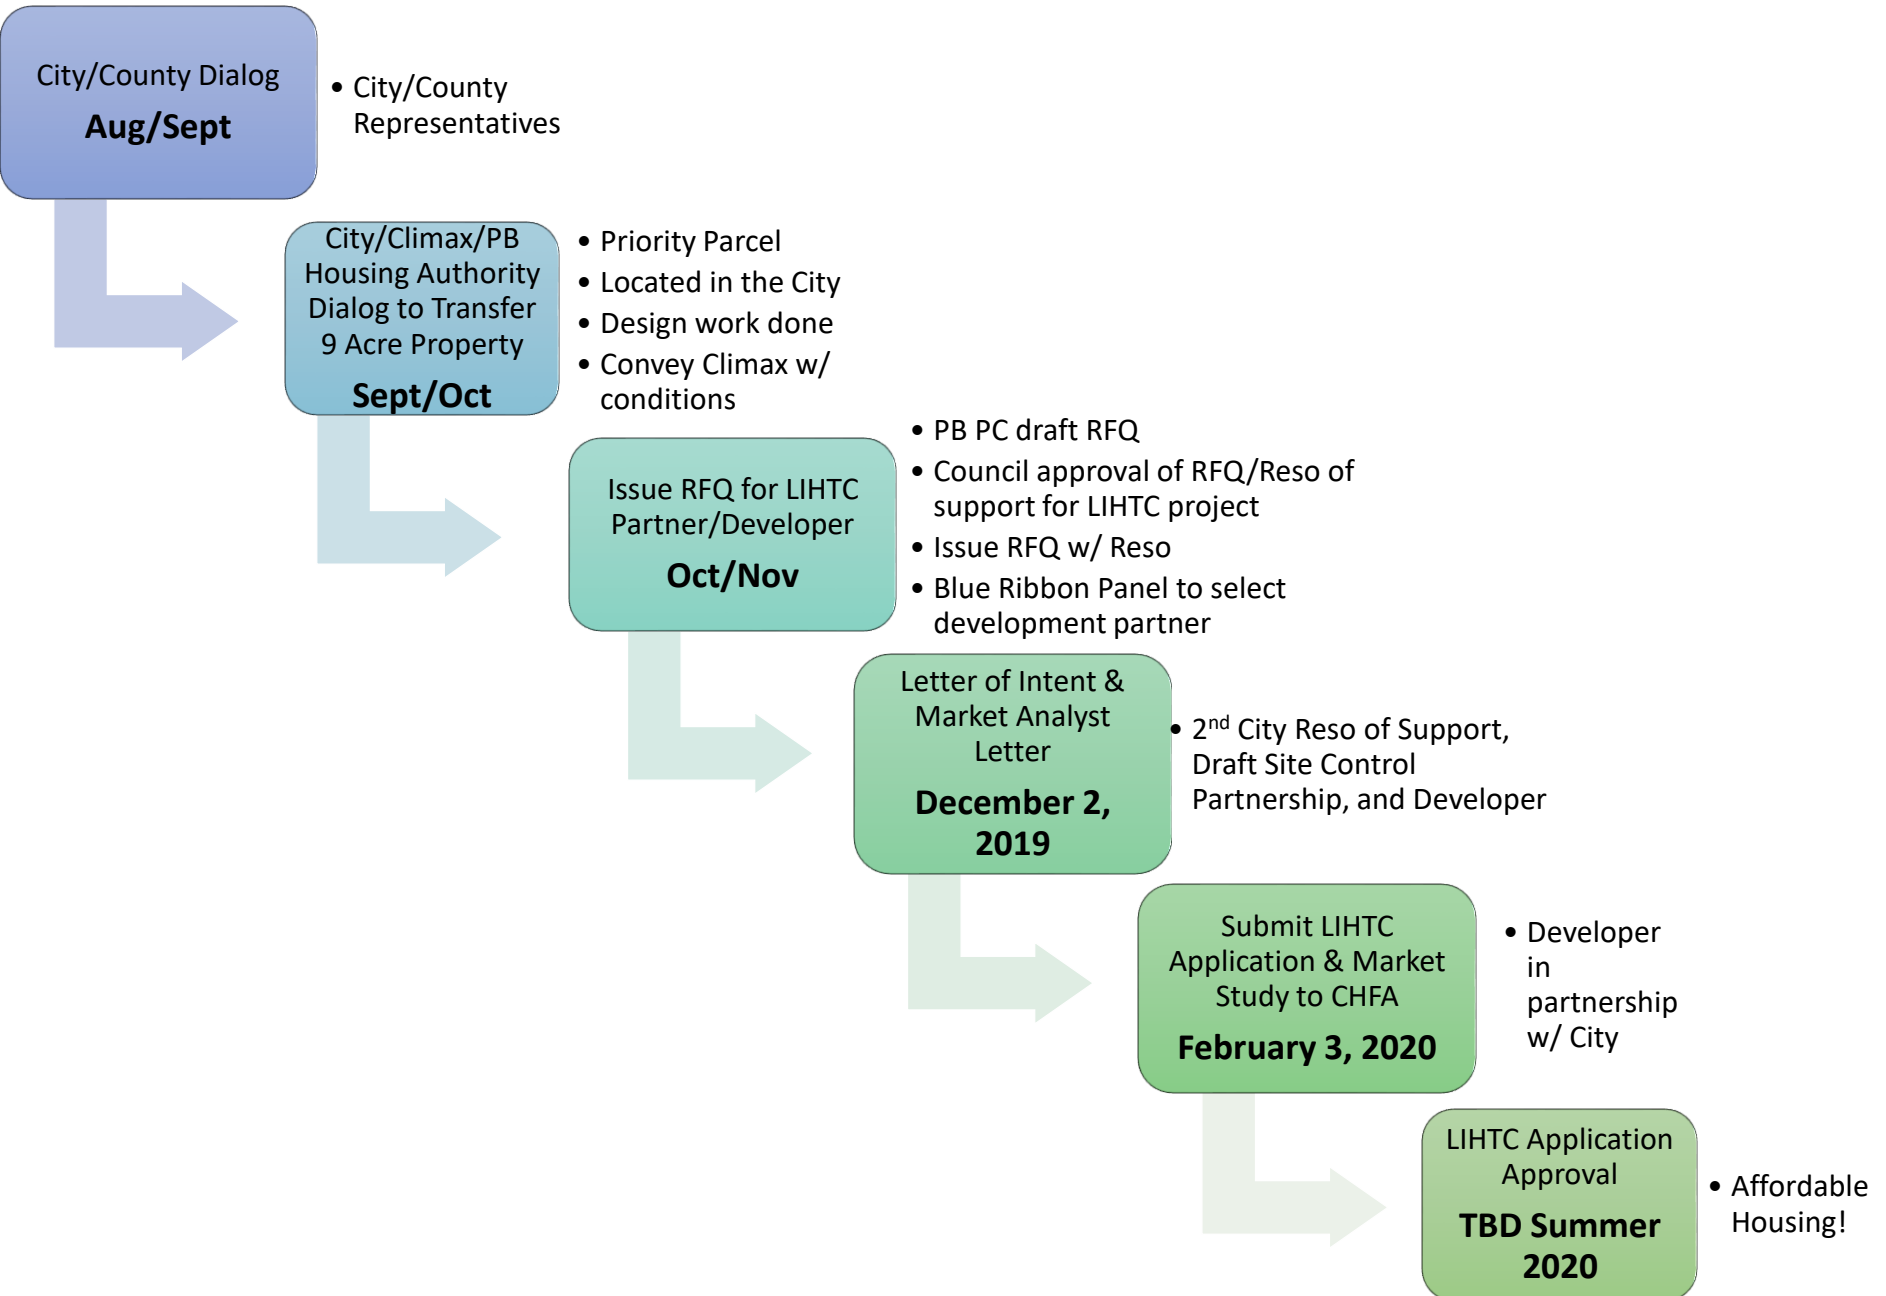 City/County Dialog
Aug/Sept
• City/County
Representatives
City/Climax/PB
Housing Authority
Dialog to Transfer
9 Acre Property
Sept/Oct
• Priority Parcel
• Located in the City
• Design work done
• Convey Climax w/
conditions
Issue RFQ for LIHTC
Partner/Developer
Oct/Nov
• PB PC draft RFQ
• Council approval of RFQ/Reso of
support for LIHTC project
• Issue RFQ w/ Reso
• Blue Ribbon Panel to select
development partner
Letter of Intent &
Market Analyst
Letter
December 2,
2019
• 2nd City Reso of Support,
Draft Site Control
Partnership, and Developer
Submit LIHTC
Application & Market
Study to CHFA
February 3, 2020
• Developer
in
partnership
w/ City
LIHTC Application
Approval
TBD Summer
2020
• Affordable
Housing!